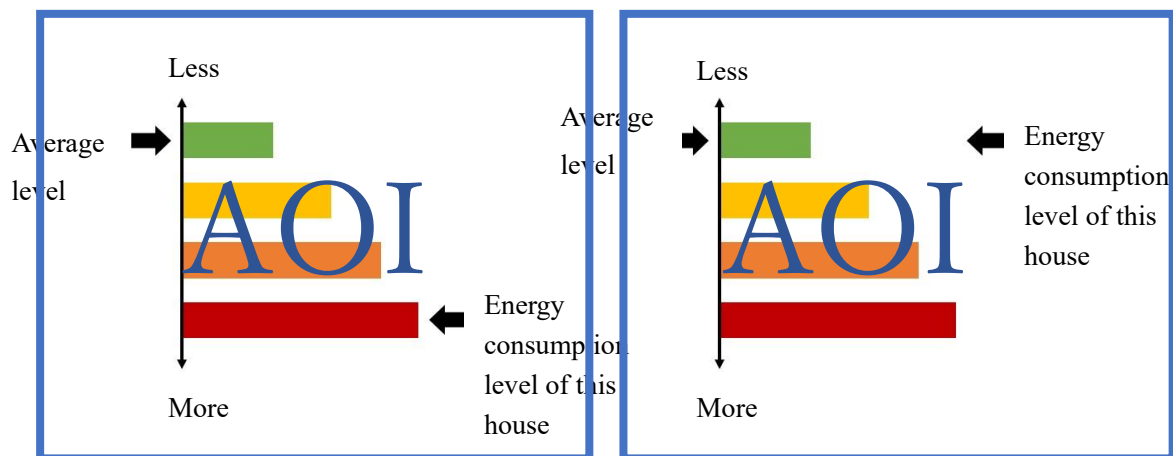 Less
Average
level
AOI
Energy
consumption
level of this
house
More
Less
Average
level
AOI
Energy
consumption
level of this
house
More